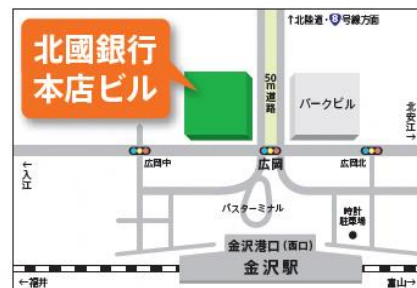 ↑北陸道・8号線方面
北國銀行
本店ビル
50m道路
パークビル
北安江→
←入江
広岡中
広岡
広岡北
バスターミナル
時計
駐車場
金沢港口(西口)
金沢駅
←福井
富山→